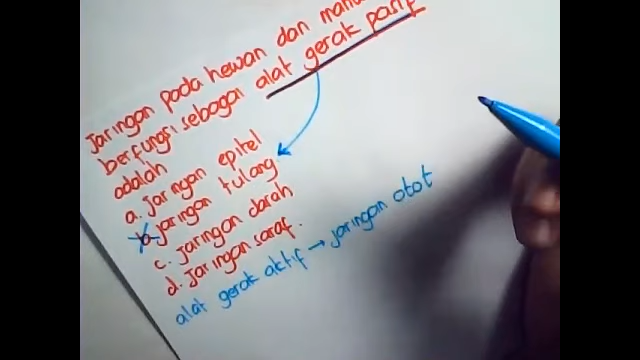 Jaringan pada hewan dan
berfungsi sebagai alat gerak pasif
adalah
a. Jaringan epitel
b. jaringan tulang
c. Jaringan darah
d. Jaringan saraf.
alat gerak aktif → jaringan otot